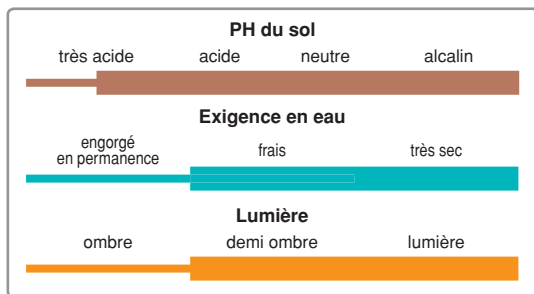 PH du sol
très acide acide neutre alcalin
Exigence en eau
engorgé
en permanence frais très sec
Lumière
ombre demi ombre lumière